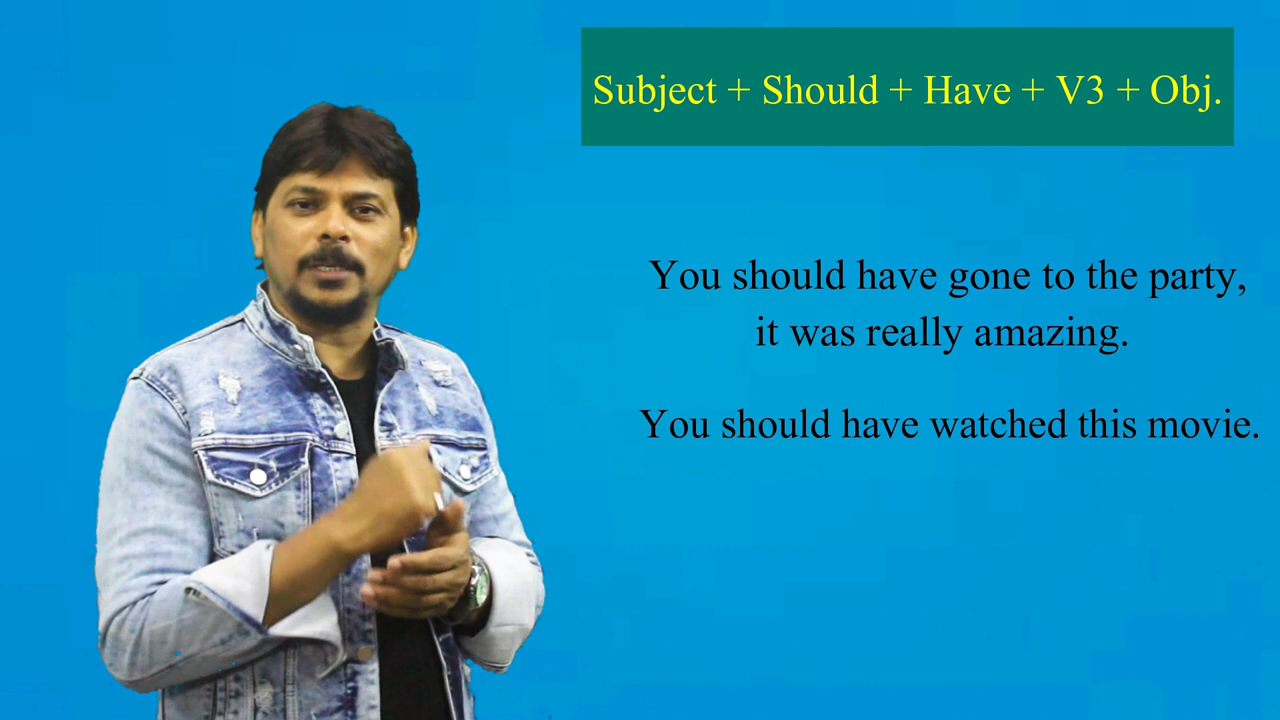 Subject + Should + Have + V3 + Obj.
You should have gone to the party,
it was really amazing.
You should have watched this movie.